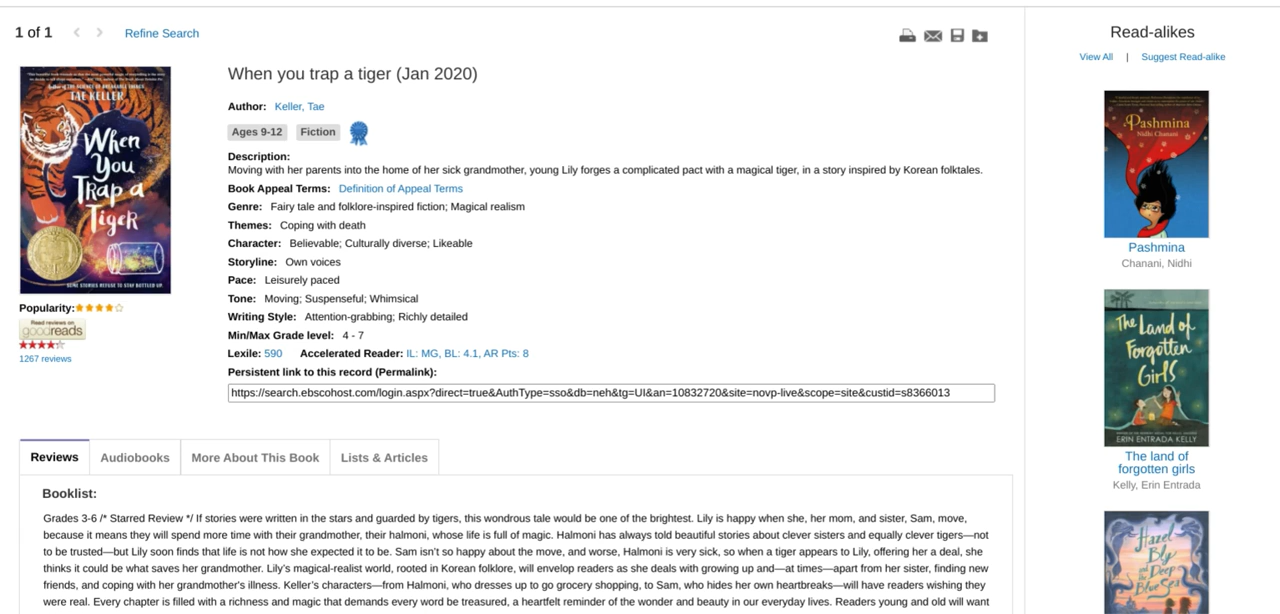 1 of 1
Refine Search
TAE KELLER
When
You
Trap a
Tiger
SOME STORIES REFUSE TO STAY BOTTLED UP.
Popularity:
Read reviews on
goodreads
1267 reviews
When you trap a tiger (Jan 2020)
Author: Keller, Tae
Ages 9-12 Fiction
Description:
Moving with her parents into the home of her sick grandmother, young Lily forges a complicated pact with a magical tiger, in a story inspired by Korean folktales.
Book Appeal Terms: Definition of Appeal Terms
Genre: Fairy tale and folklore-inspired fiction; Magical realism
Themes: Coping with death
Character: Believable; Culturally diverse; Likeable
Storyline: Own voices
Pace: Leisurely paced
Tone: Moving; Suspenseful; Whimsical
Writing Style: Attention-grabbing; Richly detailed
Min/Max Grade level: 4 - 7
Lexile: 590 Accelerated Reader: IL: MG, BL: 4.1, AR Pts: 8
Persistent link to this record (Permalink):
https://search.ebscohost.com/login.aspx?direct=true&AuthType=sso&db=neh&tg=UI&an=10832720&site=novp-live&scope=site&custid=s8366013
Reviews Audiobooks More About This Book Lists & Articles
Booklist:
Grades 3-6 /* Starred Review */ If stories were written in the stars and guarded by tigers, this wondrous tale would be one of the brightest. Lily is happy when she, her mom, and sister, Sam, move,
because it means they will spend more time with their grandmother, their halmoni, whose life is full of magic. Halmoni has always told beautiful stories about clever sisters and equally clever tigers—not
to be trusted—but Lily soon finds that life is not how she expected it to be. Sam isn't so happy about the move, and worse, Halmoni is very sick, so when a tiger appears to Lily, offering her a deal, she
thinks it could be what saves her grandmother. Lily's magical-realist world, rooted in Korean folklore, will envelop readers as she deals with growing up and—at times—apart from her sister, finding new
friends, and coping with her grandmother's illness. Keller's characters—from Halmoni, who dresses up to go grocery shopping, to Sam, who hides her own heartbreaks—will have readers wishing they
were real. Every chapter is filled with a richness and magic that demands every word be treasured, a heartfelt reminder of the wonder and beauty in our everyday lives. Readers young and old will want
Read-alikes
View All | Suggest Read-alike
Pashmina
Nidhi Chanani
Pashmina
Chanani, Nidhi
The Land of
Forgotten
Girls
ERIN ENTRADA KELLY
The land of
forgotten girls
Kelly, Erin Entrada
Hazel
Bly
and the
Deep
Blue Sea